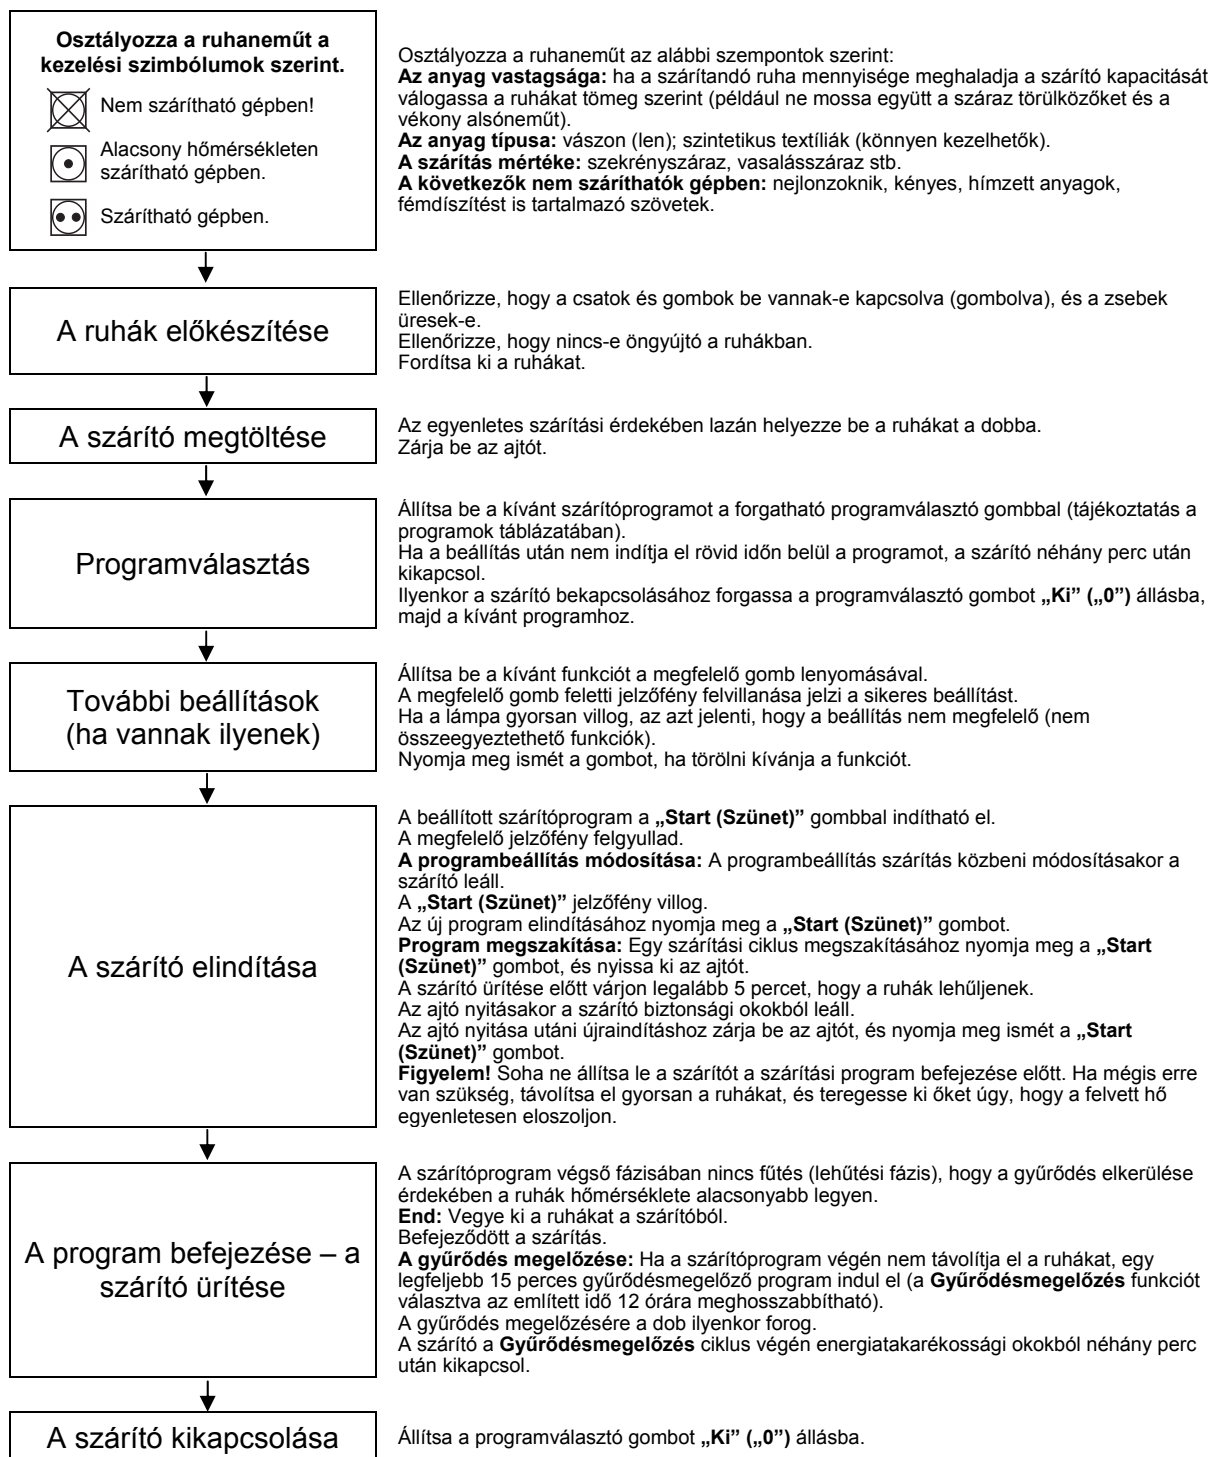 Osztályozza a ruhaneműt a
kezelési szimbólumok szerint.
Nem szárítható gépben!
Alacsony hőmérsékleten
szárítható gépben.
Szárítható gépben.
Osztályozza a ruhaneműt az alábbi szempontok szerint:
Az anyag vastagsága: ha a szárítandó ruha mennyisége meghaladja a szárító kapacitását
válogassa a ruhákat tömeg szerint (például ne mossa együtt a száraz törülközőket és a
vékony alsóneműt).
Az anyag típusa: vászon (len); szintetikus textíliák (könnyen kezelhetők).
A szárítás mértéke: szekrényszáraz, vasalásszáraz stb.
A következők nem száríthatók gépben: nejlonzoknik, kényes, hímzett anyagok,
fémdíszítést is tartalmazó szövetek.
A ruhák előkészítése
Ellenőrizze, hogy a csatok és gombok be vannak-e kapcsolva (gombolva), és a zsebek
üresek-e.
Ellenőrizze, hogy nincs-e öngyújtó a ruhákban.
Fordítsa ki a ruhákat.
A szárító megtöltése
Az egyenletes szárítási érdekében lazán helyezze be a ruhákat a dobba.
Zárja be az ajtót.
Programválasztás
Állítsa be a kívánt szárítóprogramot a forgatható programválasztó gombbal (tájékoztatás a
programok táblázatában).
Ha a beállítás után nem indítja el rövid időn belül a programot, a szárító néhány perc után
kikapcsol.
Ilyenkor a szárító bekapcsolásához forgassa a programválasztó gombot „Ki” („0”) állásba,
majd a kívánt programhoz.
További beállítások
(ha vannak ilyenek)
Állítsa be a kívánt funkciót a megfelelő gomb lenyomásával.
A megfelelő gomb feletti jelzőfény felvillanása jelzi a sikeres beállítást.
Ha a lámpa gyorsan villog, az azt jelenti, hogy a beállítás nem megfelelő (nem
összeegyeztethető funkciók).
Nyomja meg ismét a gombot, ha törölni kívánja a funkciót.
A szárító elindítása
A beállított szárítóprogram a „Start (Szünet)” gombbal indítható el.
A megfelelő jelzőfény felgyullad.
A programbeállítás módosítása: A programbeállítás szárítás közbeni módosításakor a
szárító leáll.
A „Start (Szünet)” jelzőfény villog.
Az új program elindításához nyomja meg a „Start (Szünet)” gombot.
Program megszakítása: Egy szárítási ciklus megszakításához nyomja meg a „Start
(Szünet)” gombot, és nyissa ki az ajtót.
A szárító ürítése előtt várjon legalább 5 percet, hogy a ruhák lehűljenek.
Az ajtó nyitásakor a szárító biztonsági okokból leáll.
Az ajtó nyitása utáni újraindításhoz zárja be az ajtót, és nyomja meg ismét a „Start
(Szünet)” gombot.
Figyelem! Soha ne állítsa le a szárítót a szárítási program befejezése előtt. Ha mégis erre
van szükség, távolítsa el gyorsan a ruhákat, és teregesse ki őket úgy, hogy a felvett hő
egyenletesen eloszoljon.
A program befejezése – a
szárító ürítése
A szárítóprogram végső fázisában nincs fűtés (lehűtési fázis), hogy a gyűrődés elkerülése
érdekében a ruhák hőmérséklete alacsonyabb legyen.
End: Vegye ki a ruhákat a szárítóból.
Befejeződött a szárítás.
A gyűrődés megelőzése: Ha a szárítóprogram végén nem távolítja el a ruhákat, egy
legfeljebb 15 perces gyűrődésmegelőző program indul el (a Gyűrődésmegelőzés funkciót
választva az említett idő 12 órára meghosszabbítható).
A gyűrődés megelőzésére a dob ilyenkor forog.
A szárító a Gyűrődésmegelőzés ciklus végén energiatakarékossági okokból néhány perc
után kikapcsol.
A szárító kikapcsolása
Állítsa a programválasztó gombot „Ki” („0”) állásba.